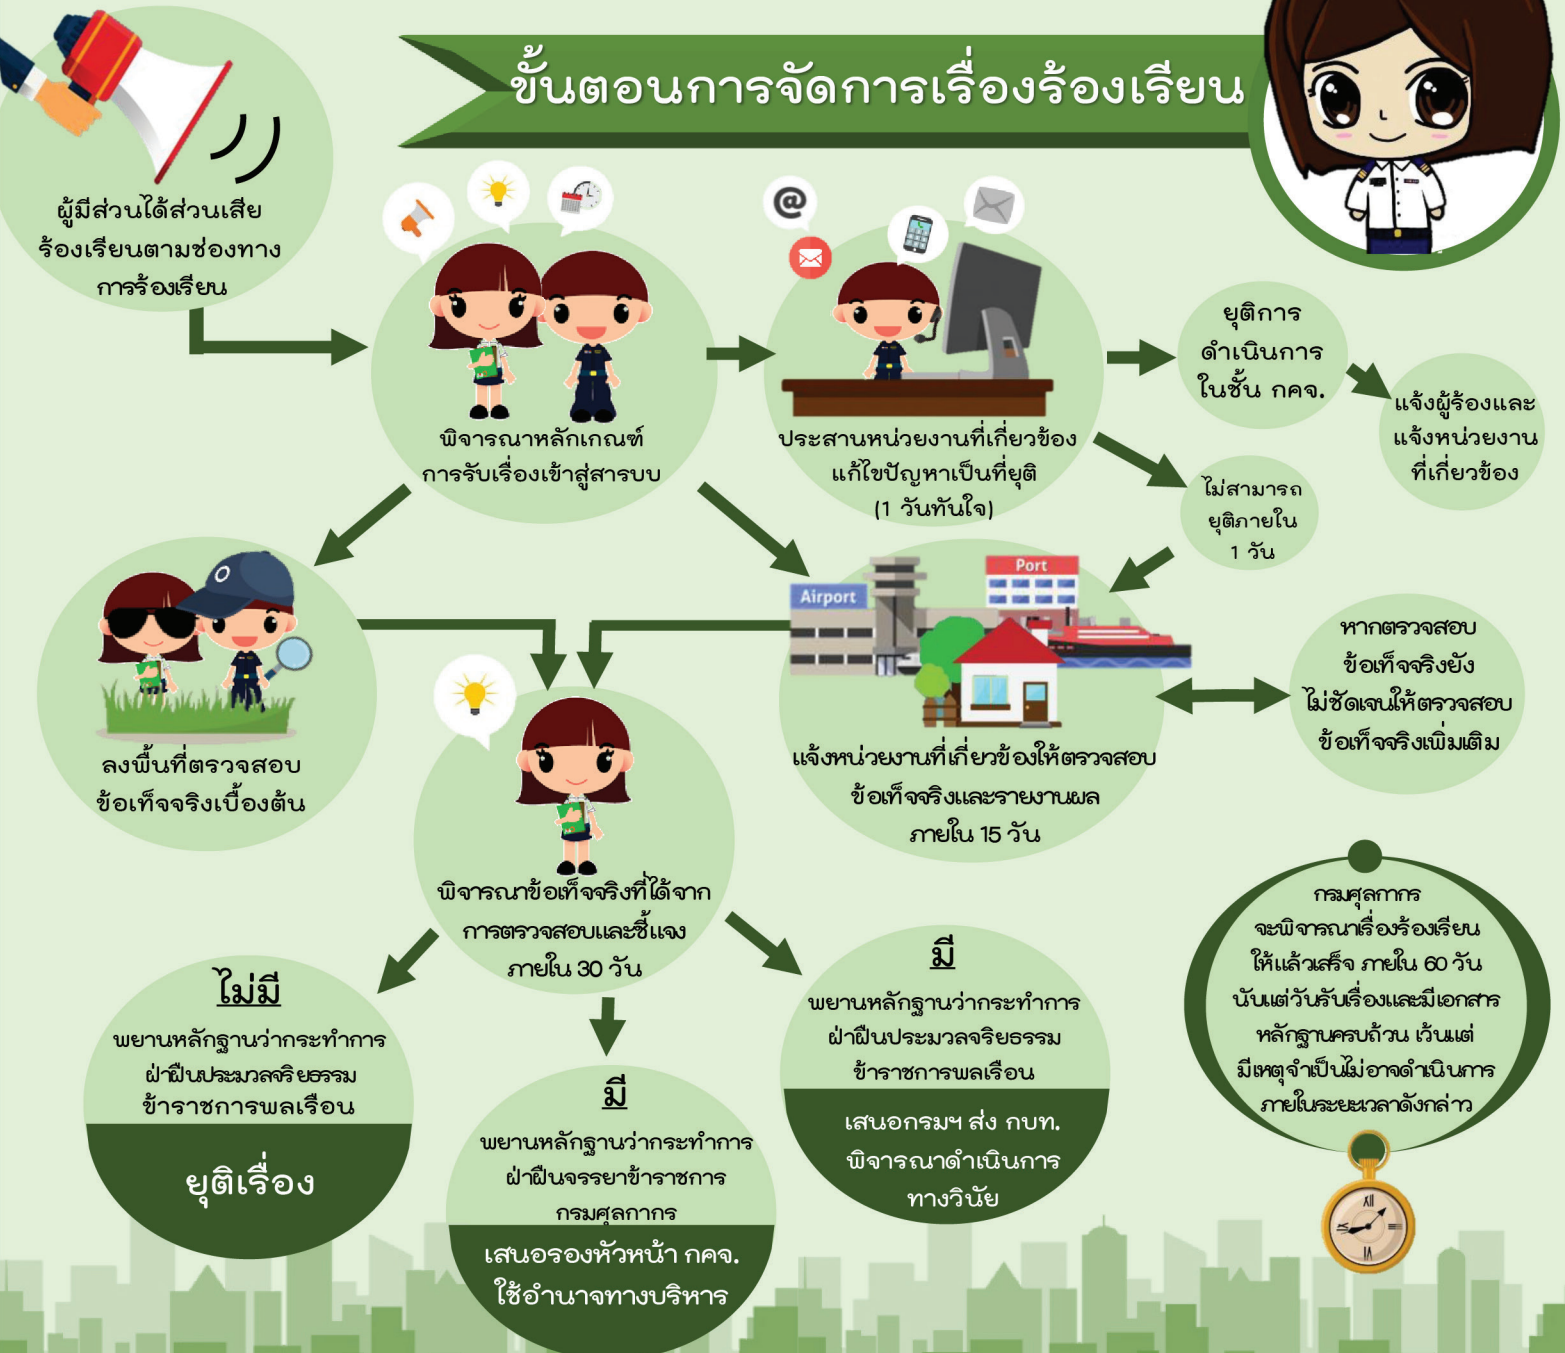 ขั้นตอนการจัดการเรื่องร้องเรียน
ผู้มีส่วนได้ส่วนเสีย
ร้องเรียนตามช่องทาง
การร้องเรียน
@
พิจารณาหลักเกณฑ์
การรับเรื่องเข้าสู่สารบบ
ประสานหน่วยงานที่เกี่ยวข้อง
แก้ไขปัญหาเป็นที่ยุติ
(1 วันทันใจ)
ยุติการ
ดำเนินการ
ในชั้น กคจ.
แจ้งผู้ร้องและ
แจ้งหน่วยงาน
ที่เกี่ยวข้อง
ไม่สามารถ
ยุติภายใน
1 วัน
ลงพื้นที่ตรวจสอบ
ข้อเท็จจริงเบื้องต้น
Airport
Port
แจ้งหน่วยงานที่เกี่ยวข้องให้ตรวจสอบ
ข้อเท็จจริงและรายงานผล
ภายใน 15 วัน
หากตรวจสอบ
ข้อเท็จจริงยัง
ไม่ชัดเจนให้ตรวจสอบ
ข้อเท็จจริงเพิ่มเติม
พิจารณาข้อเท็จจริงที่ได้จาก
การตรวจสอบและชี้แจง
ภายใน 30 วัน
ไม่มี
พยานหลักฐานว่ากระทำการ
ฝ่าฝืนประมวลจริยธรรม
ข้าราชการพลเรือน
ยุติเรื่อง
มี
พยานหลักฐานว่ากระทำการ
ฝ่าฝืนจรรยาข้าราชการ
กรมศุลกากร
เสนอรองหัวหน้า กคจ.
ใช้อำนาจทางบริหาร
มี
พยานหลักฐานว่ากระทำการ
ฝ่าฝืนประมวลจริยธรรม
ข้าราชการพลเรือน
เสนอกรมฯ ส่ง กบท.
พิจารณาดำเนินการ
ทางวินัย
กรมศุลกากร
จะพิจารณาเรื่องร้องเรียน
ให้แล้วเสร็จ ภายใน 60 วัน
นับแต่วันรับเรื่องและมีเอกสาร
หลักฐานครบถ้วน เว้นแต่
มีเหตุจำเป็นไม่อาจดำเนินการ
ภายในระยะเวลาดังกล่าว
XII
III
VI
IX